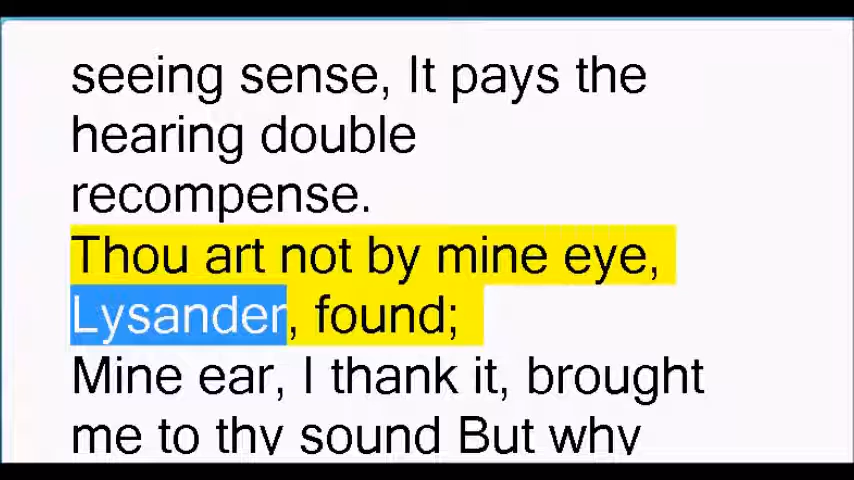 seeing sense, It pays the
hearing double
recompense.
Thou art not by mine eye,
Lysander, found;
Mine ear, I thank it, brought
me to thy sound But why